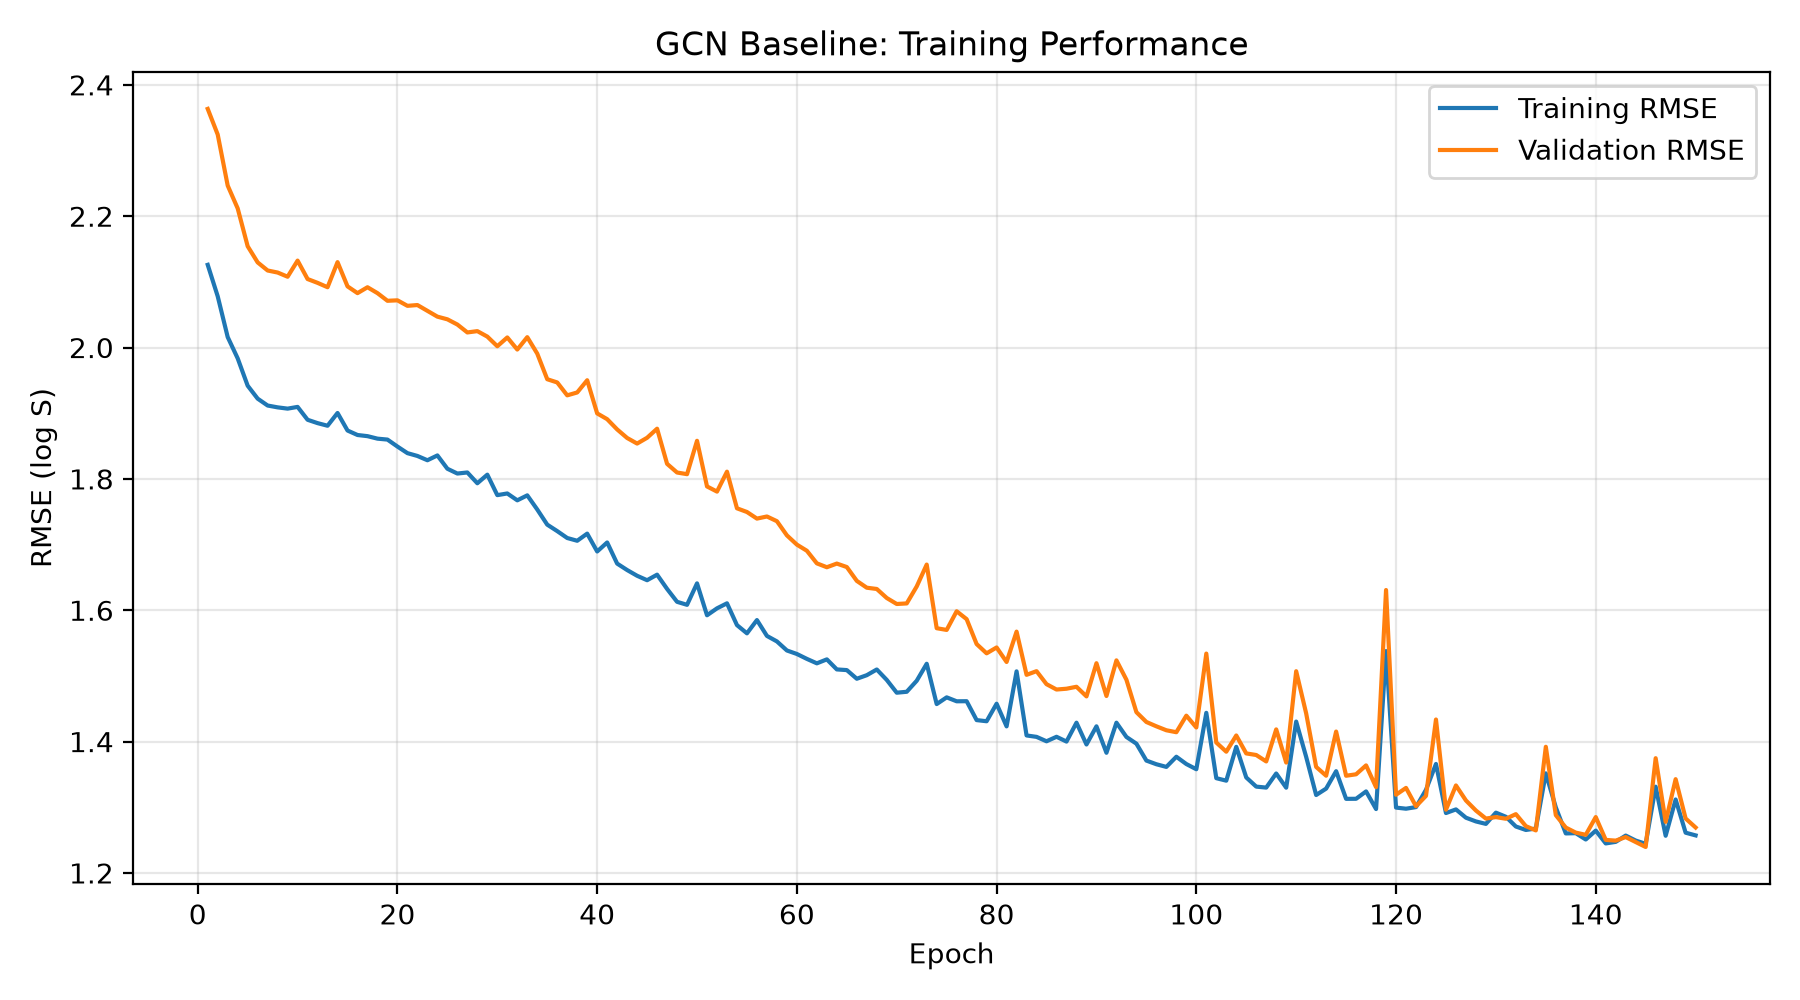 GCN Baseline: Training Performance
Training RMSE
Validation RMSE
RMSE (log S)
2.4
2.2
2.0
1.8
1.6
1.4
1.2
0 20 40 60 80 100 120 140
Epoch